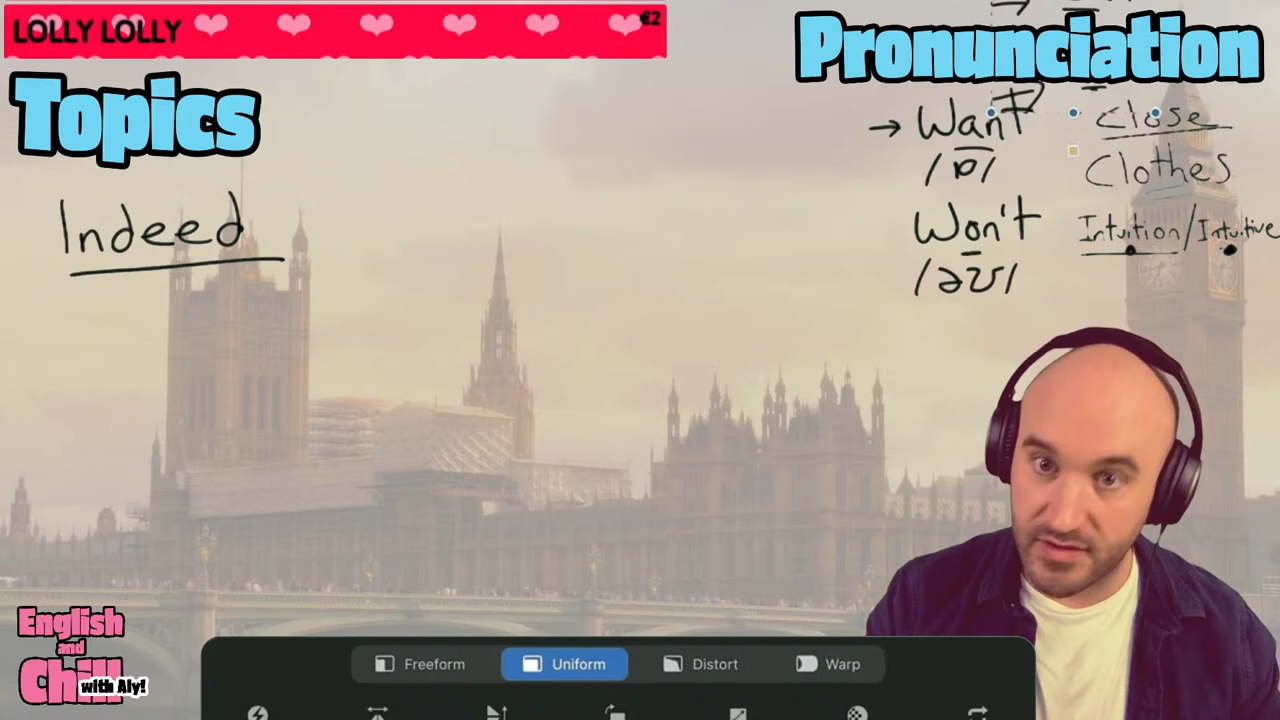 LOLLY LOLLY
€2
Topics
Indeed
Pronunciation
→ Want
/ɒ/
Won't
/əʊ/
Close
Clothes
Intuition/Intuitive
English
and
Chill
with Aly!
Freeform
Uniform
Distort
Warp